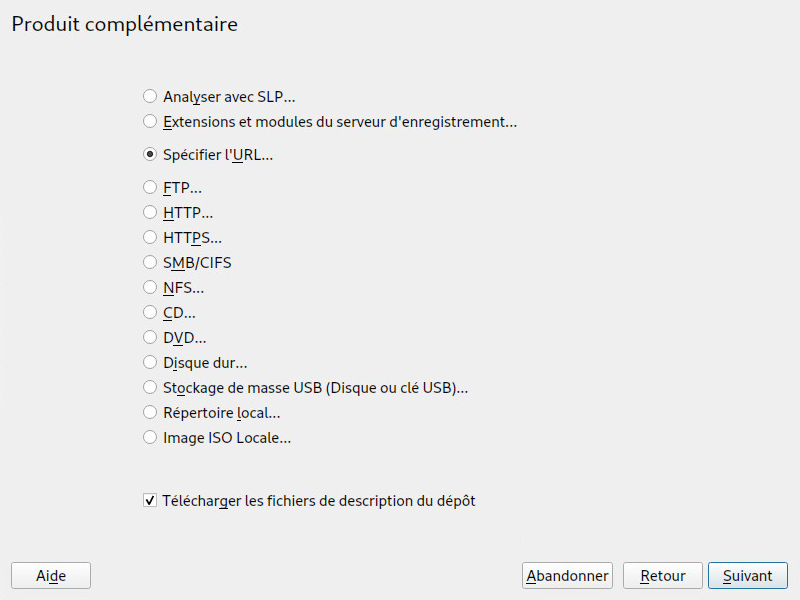 Produit complémentaire
Analyser avec SLP...
Extensions et modules du serveur d'enregistrement...
Spécifier l'URL...
FTP...
HTTP...
HTTPS...
SMB/CIFS
NFS...
CD...
DVD...
Disque dur...
Stockage de masse USB (Disque ou clé USB)...
Répertoire local...
Image ISO Locale...
Télécharger les fichiers de description du dépôt
Aide Abandonner Retour Suivant